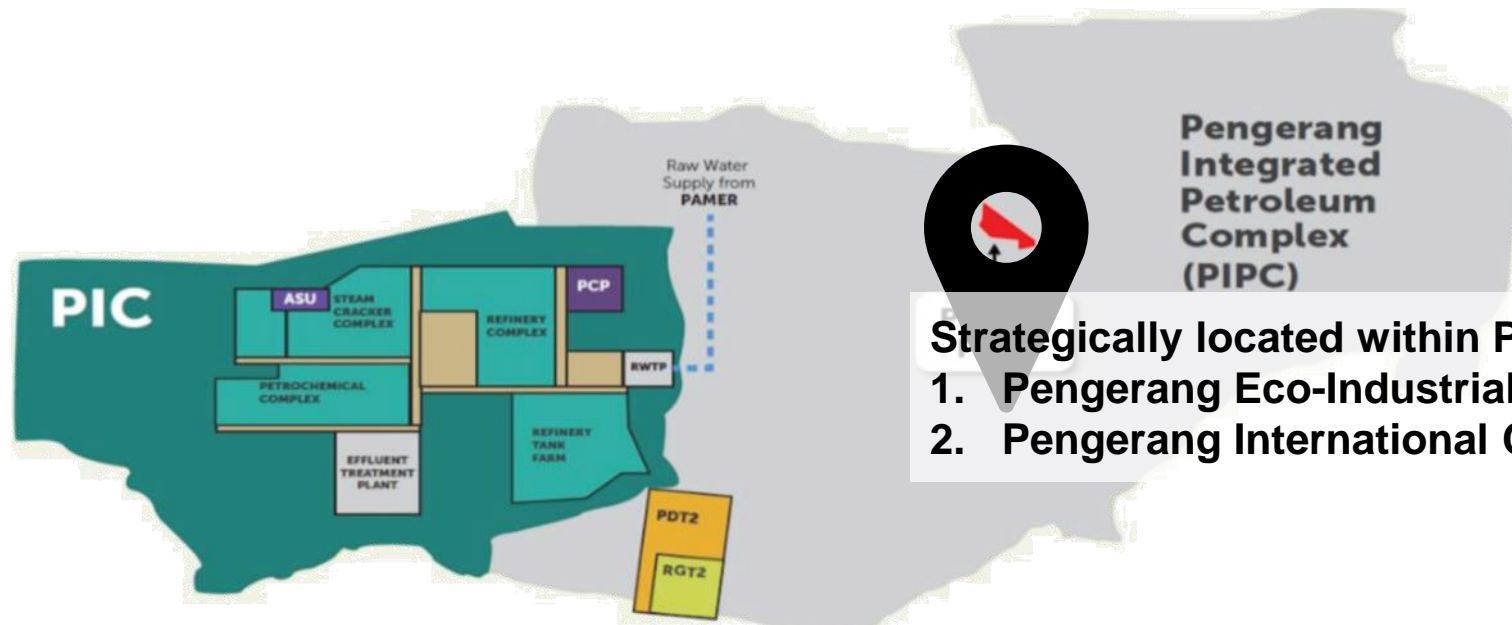 Pengerang
Integrated
Petroleum
Complex
(PIPC)
Raw Water
Supply from
PAMER
PIC
ASU
STEAM
CRACKER
COMPLEX
REFINERY
COMPLEX
PCP
RWTP
PETROCHEMICAL
COMPLEX
REFINERY
TANK
FARM
EFFLUENT
TREATMENT
PLANT
PDT2
RGT2
Strategically located within P
1. Pengerang Eco-Industrial
2. Pengerang International